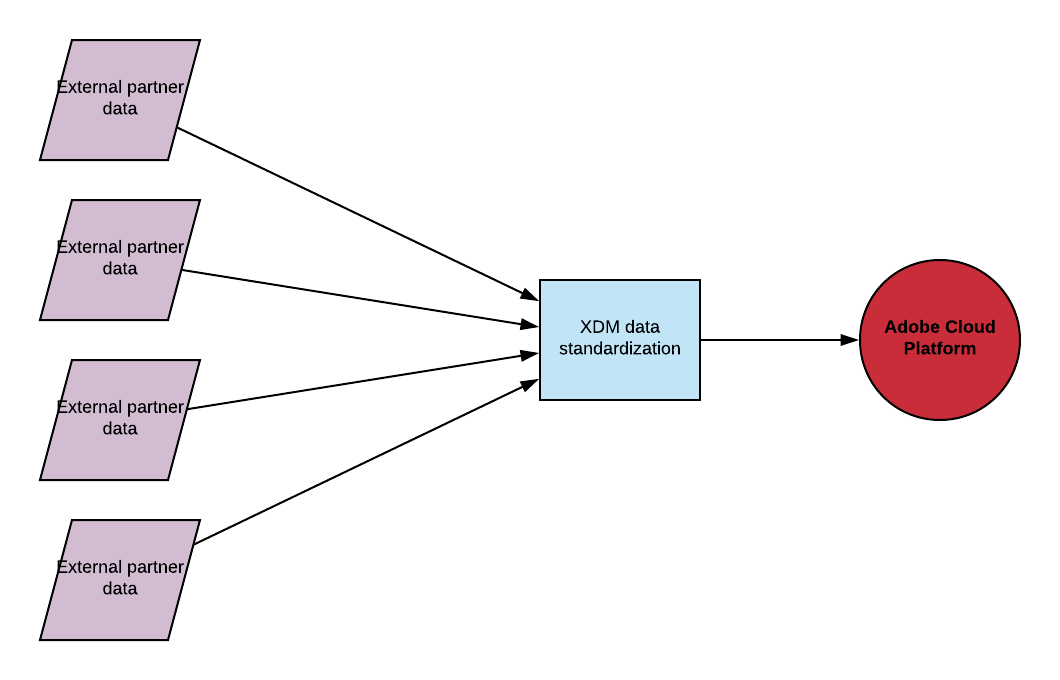 External partner
data
External partner
data
XDM data
standardization
Adobe Cloud
Platform
External partner
data
External partner
data